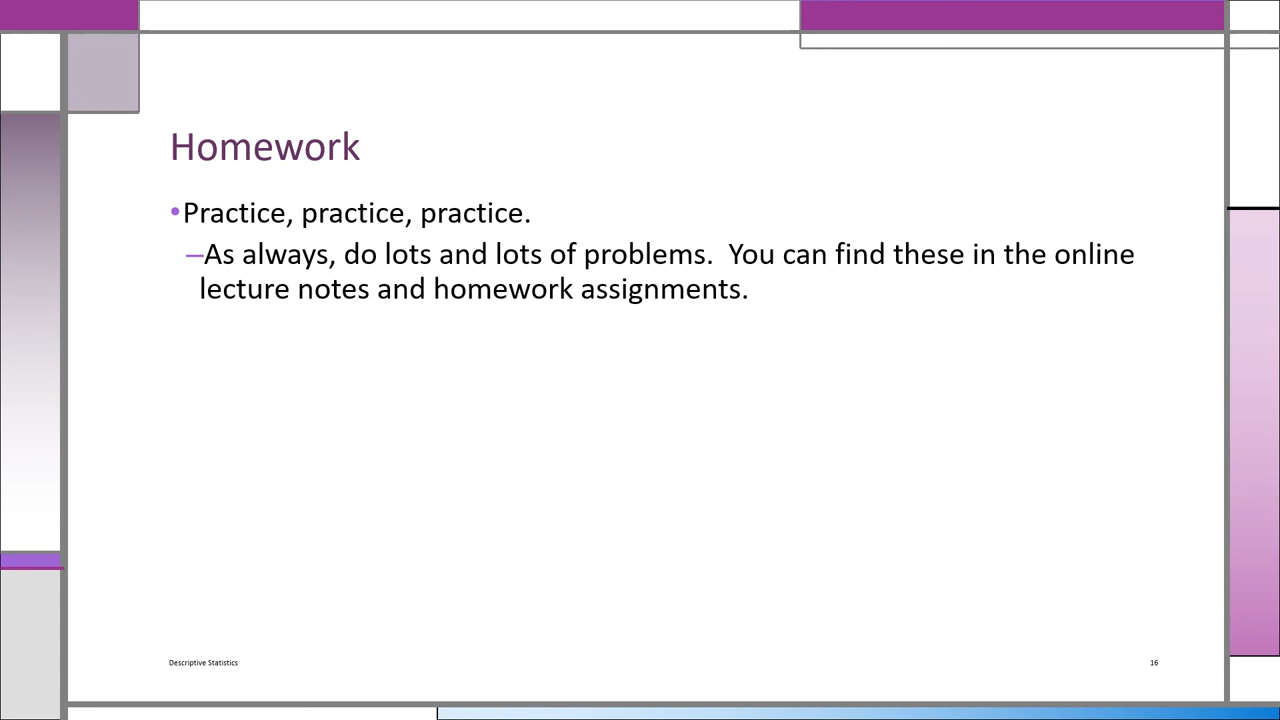 Homework
•Practice, practice, practice.
–As always, do lots and lots of problems.  You can find these in the online
lecture notes and homework assignments.
Descriptive Statistics
16